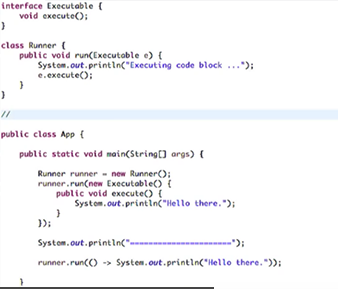 interface Executable {
void execute();
}
class Runner {
public void run(Executable e) {
System.out.println("Executing code block ...");
e.execute();
}
}
//
public class App {
public static void main(String[] args) {
Runner runner = new Runner();
runner.run(new Executable() {
public void execute() {
System.out.println("Hello there.");
}
});
System.out.println("======================");
runner.run(() -> System.out.println("Hello there."));
}